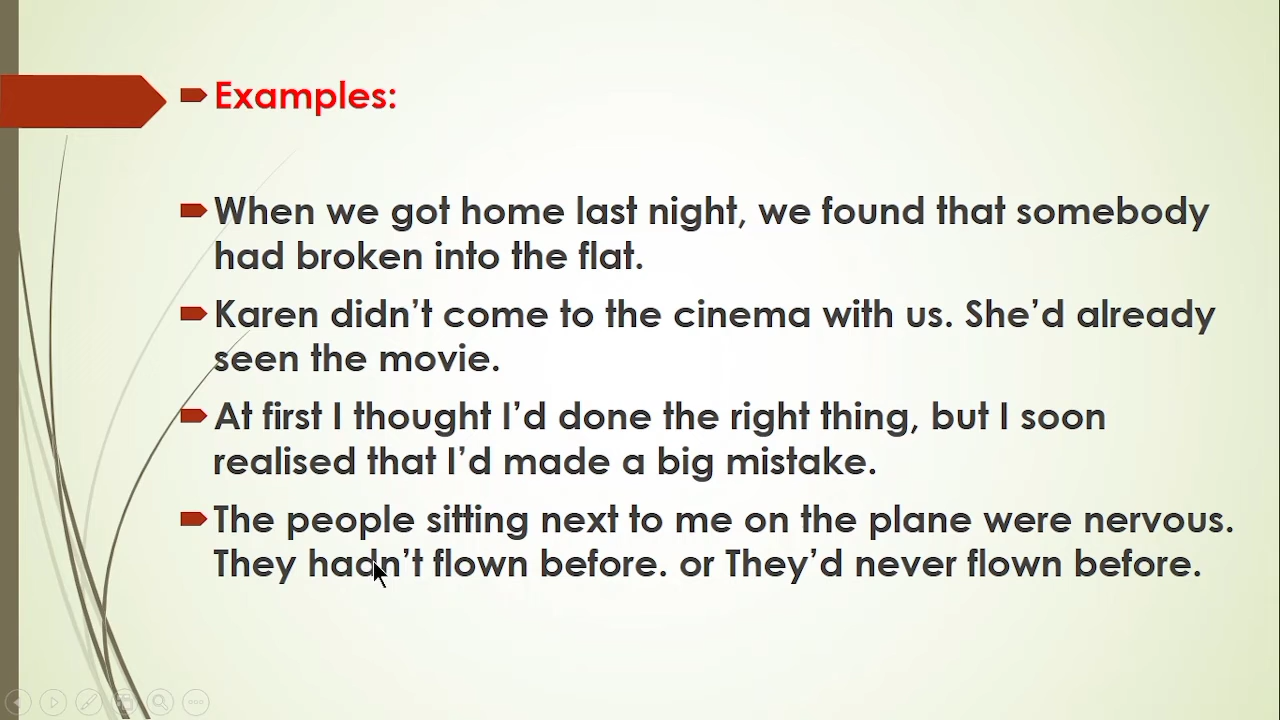 Examples:
When we got home last night, we found that somebody
had broken into the flat.
Karen didn't come to the cinema with us. She'd already
seen the movie.
At first I thought I'd done the right thing, but I soon
realised that I'd made a big mistake.
The people sitting next to me on the plane were nervous.
They hadn't flown before. or They'd never flown before.